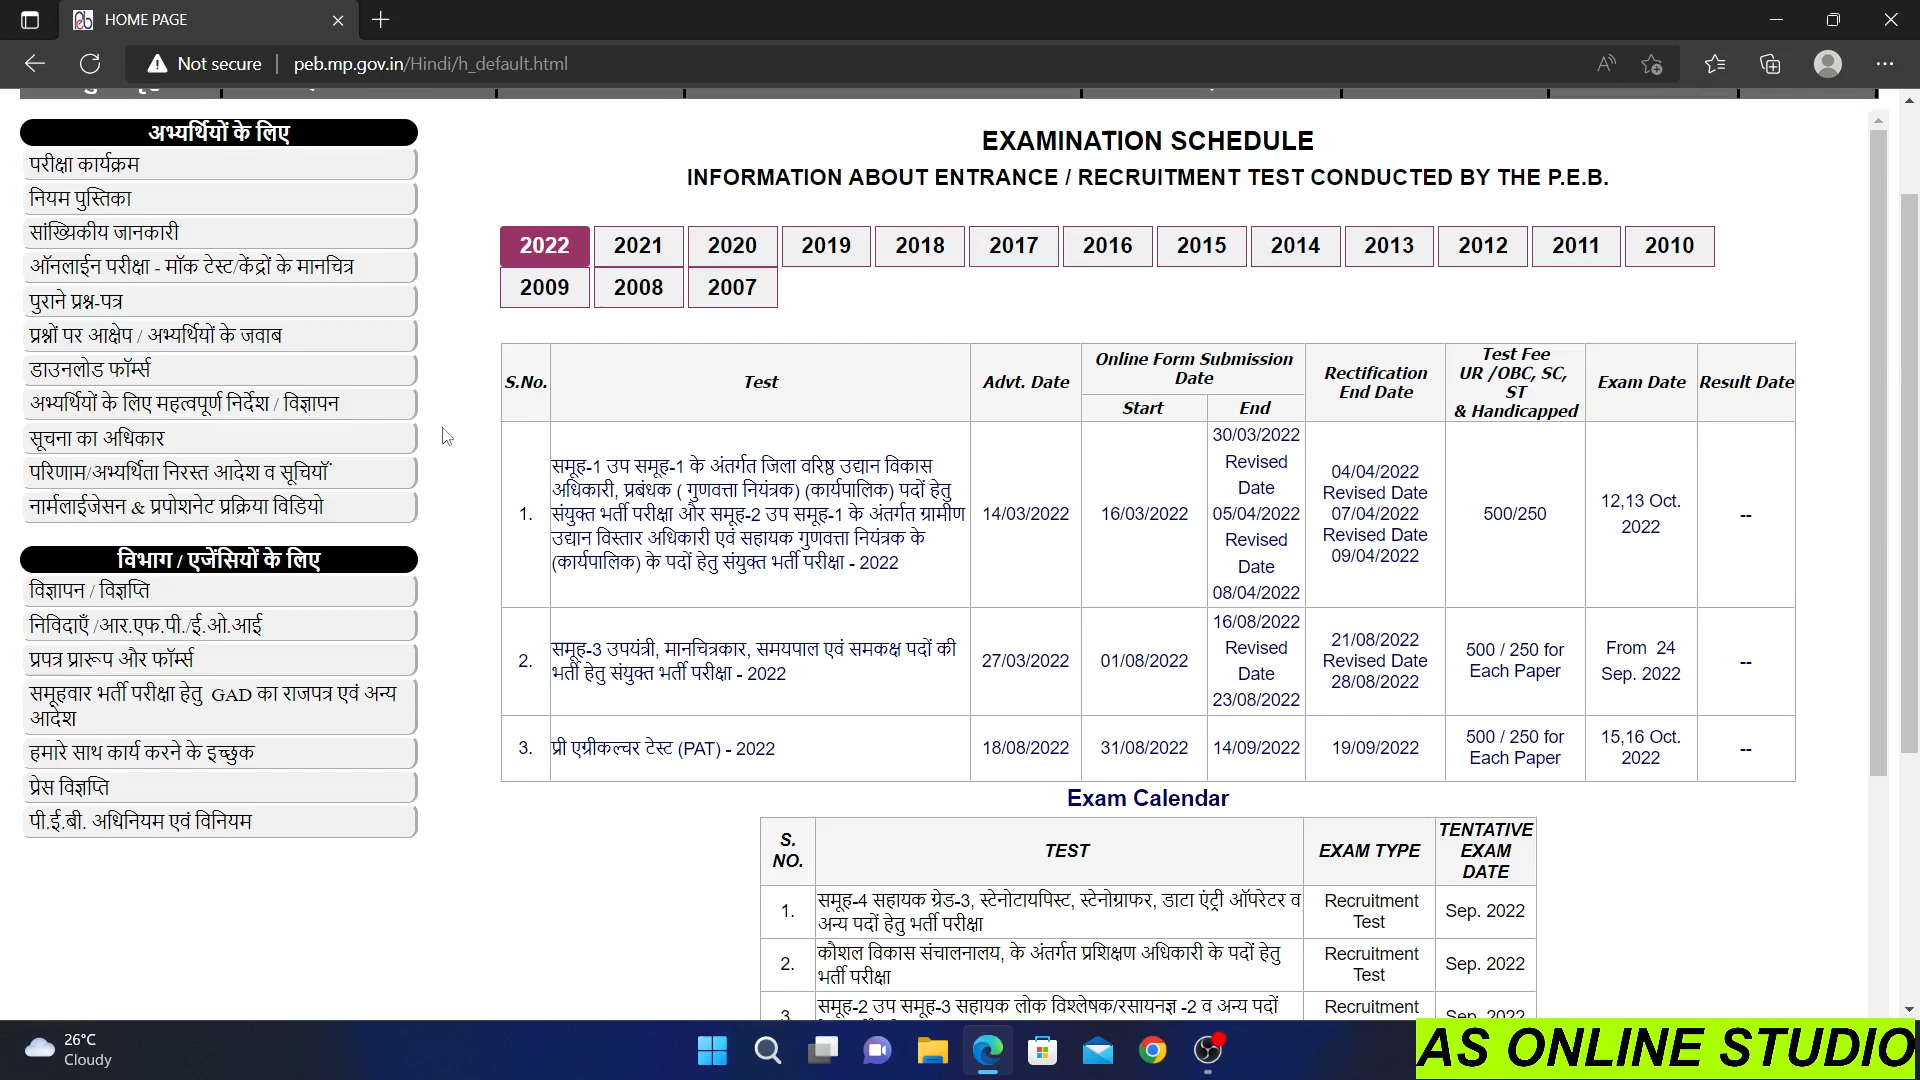 HOME PAGE
Not secure
peb.mp.gov.in/Hindi/h_default.html
अभ्यर्थियों के लिए
परीक्षा कार्यक्रम
नियम पुस्तिका
सांख्यिकीय जानकारी
ऑनलाईन परीक्षा - मॉक टेस्ट/केंद्रों के मानचित्र
पुराने प्रश्न-पत्र
प्रश्नों पर आक्षेप / अभ्यर्थियों के जवाब
डाउनलोड फॉर्म्स
अभ्यर्थियों के लिए महत्वपूर्ण निर्देश / विज्ञापन
सूचना का अधिकार
परिणाम/अभ्यर्थिता निरस्त आदेश व सूचियाँ
नार्मलाईजेसन & प्रपोशनेट प्रक्रिया विडियो
विभाग / एजेंसियों के लिए
विज्ञापन / विज्ञप्ति
निविदाएँ /आर.एफ.पी./ई.ओ.आई
प्रपत्र प्रारूप और फॉर्म्स
समूहवार भर्ती परीक्षा हेतु GAD का राजपत्र एवं अन्य
आदेश
हमारे साथ कार्य करने के इच्छुक
प्रेस विज्ञप्ति
पी.ई.बी. अधिनियम एवं विनियम
EXAMINATION SCHEDULE
INFORMATION ABOUT ENTRANCE / RECRUITMENT TEST CONDUCTED BY THE P.E.B.
2022 2021 2020 2019 2018 2017 2016 2015 2014 2013 2012 2011 2010
2009 2008 2007
S.No.
Test
Advt. Date
Online Form Submission
Date
Start
End
Rectification
End Date
Test Fee
UR /OBC, SC,
ST
& Handicapped
Exam Date
Result Date
1.
समूह-1 उप समूह-1 के अंतर्गत जिला वरिष्ठ उद्यान विकास
अधिकारी, प्रबंधक ( गुणवत्ता नियंत्रक) (कार्यपालिक) पदों हेतु
संयुक्त भर्ती परीक्षा और समूह-2 उप समूह-1 के अंतर्गत ग्रामीण
उद्यान विस्तार अधिकारी एवं सहायक गुणवत्ता नियंत्रक के
(कार्यपालिक) के पदों हेतु संयुक्त भर्ती परीक्षा - 2022
14/03/2022
16/03/2022
30/03/2022
Revised
Date
05/04/2022
Revised
Date
08/04/2022
04/04/2022
Revised Date
07/04/2022
Revised Date
09/04/2022
500/250
12,13 Oct.
2022
--
2.
समूह-3 उपयंत्री, मानचित्रकार, समयपाल एवं समकक्ष पदों की
भर्ती हेतु संयुक्त भर्ती परीक्षा - 2022
27/03/2022
01/08/2022
16/08/2022
Revised
Date
23/08/2022
21/08/2022
Revised Date
28/08/2022
500 / 250 for
Each Paper
From 24
Sep. 2022
--
3.
प्री एग्रीकल्चर टेस्ट (PAT) - 2022
18/08/2022
31/08/2022
14/09/2022
19/09/2022
500 / 250 for
Each Paper
15,16 Oct.
2022
--
Exam Calendar
S.
NO.
TEST
EXAM TYPE
TENTATIVE
EXAM
DATE
1.
समूह-4 सहायक ग्रेड-3, स्टेनोटायपिस्ट, स्टेनोग्राफर, डाटा एंट्री ऑपरेटर व
अन्य पदों हेतु भर्ती परीक्षा
Recruitment
Test
Sep. 2022
2.
कौशल विकास संचालनालय, के अंतर्गत प्रशिक्षण अधिकारी के पदों हेतु
भर्ती परीक्षा
Recruitment
Test
Sep. 2022
3.
समूह-2 उप समूह-3 सहायक लोक विश्लेषक/रसायनज्ञ -2 व अन्य पदों
Recruitment
Sep. 2022
26°C
Cloudy
AS ONLINE STUDIO